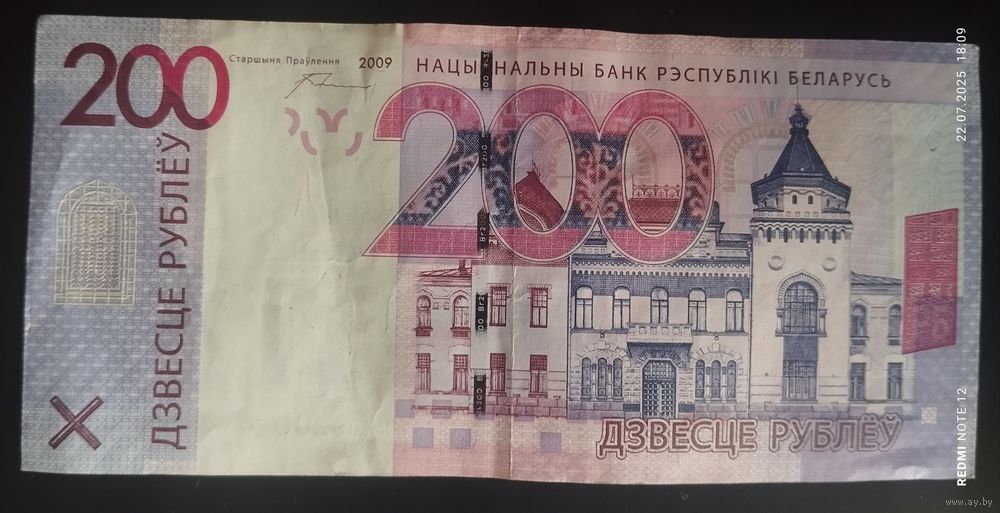 200
Старшыня Праўлення 2009
НАЦЫЯНАЛЬНЫ БАНК РЭСПУБЛІКІ БЕЛАРУСЬ
200
ДЗВЕСЦЕ РУБЛЁЎ
ДЗВЕСЦЕ РУБЛЁЎ
22.07.2025 18:09
REDMI NOTE 12
www.ay.by